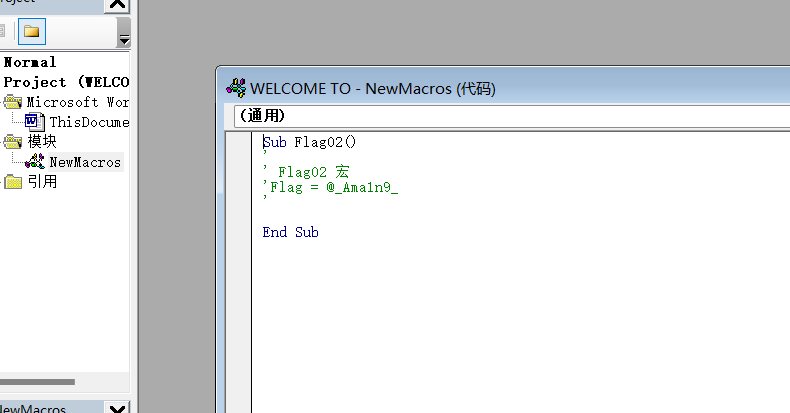 Normal
Project (WELCO
Microsoft Wor
ThisDocume
模块
NewMacros
引用
WELCOME TO - NewMacros (代码)
(通用)
Sub Flag02()
'
' Flag02 宏
'Flag = @_Ama1n9_
'
End Sub
NewMacros